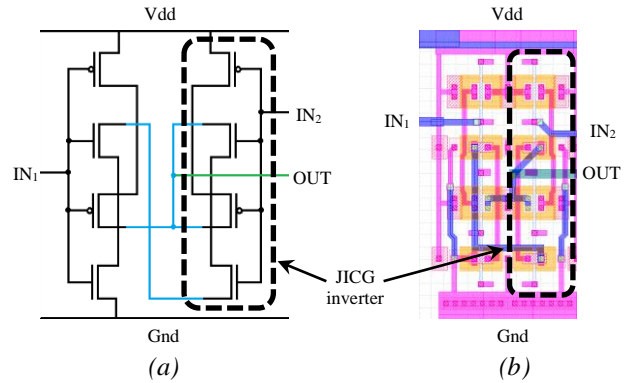 Vdd
IN1
IN2
OUT
JICG
inverter
Gnd
(a)
Vdd
IN1
IN2
OUT
Gnd
(b)